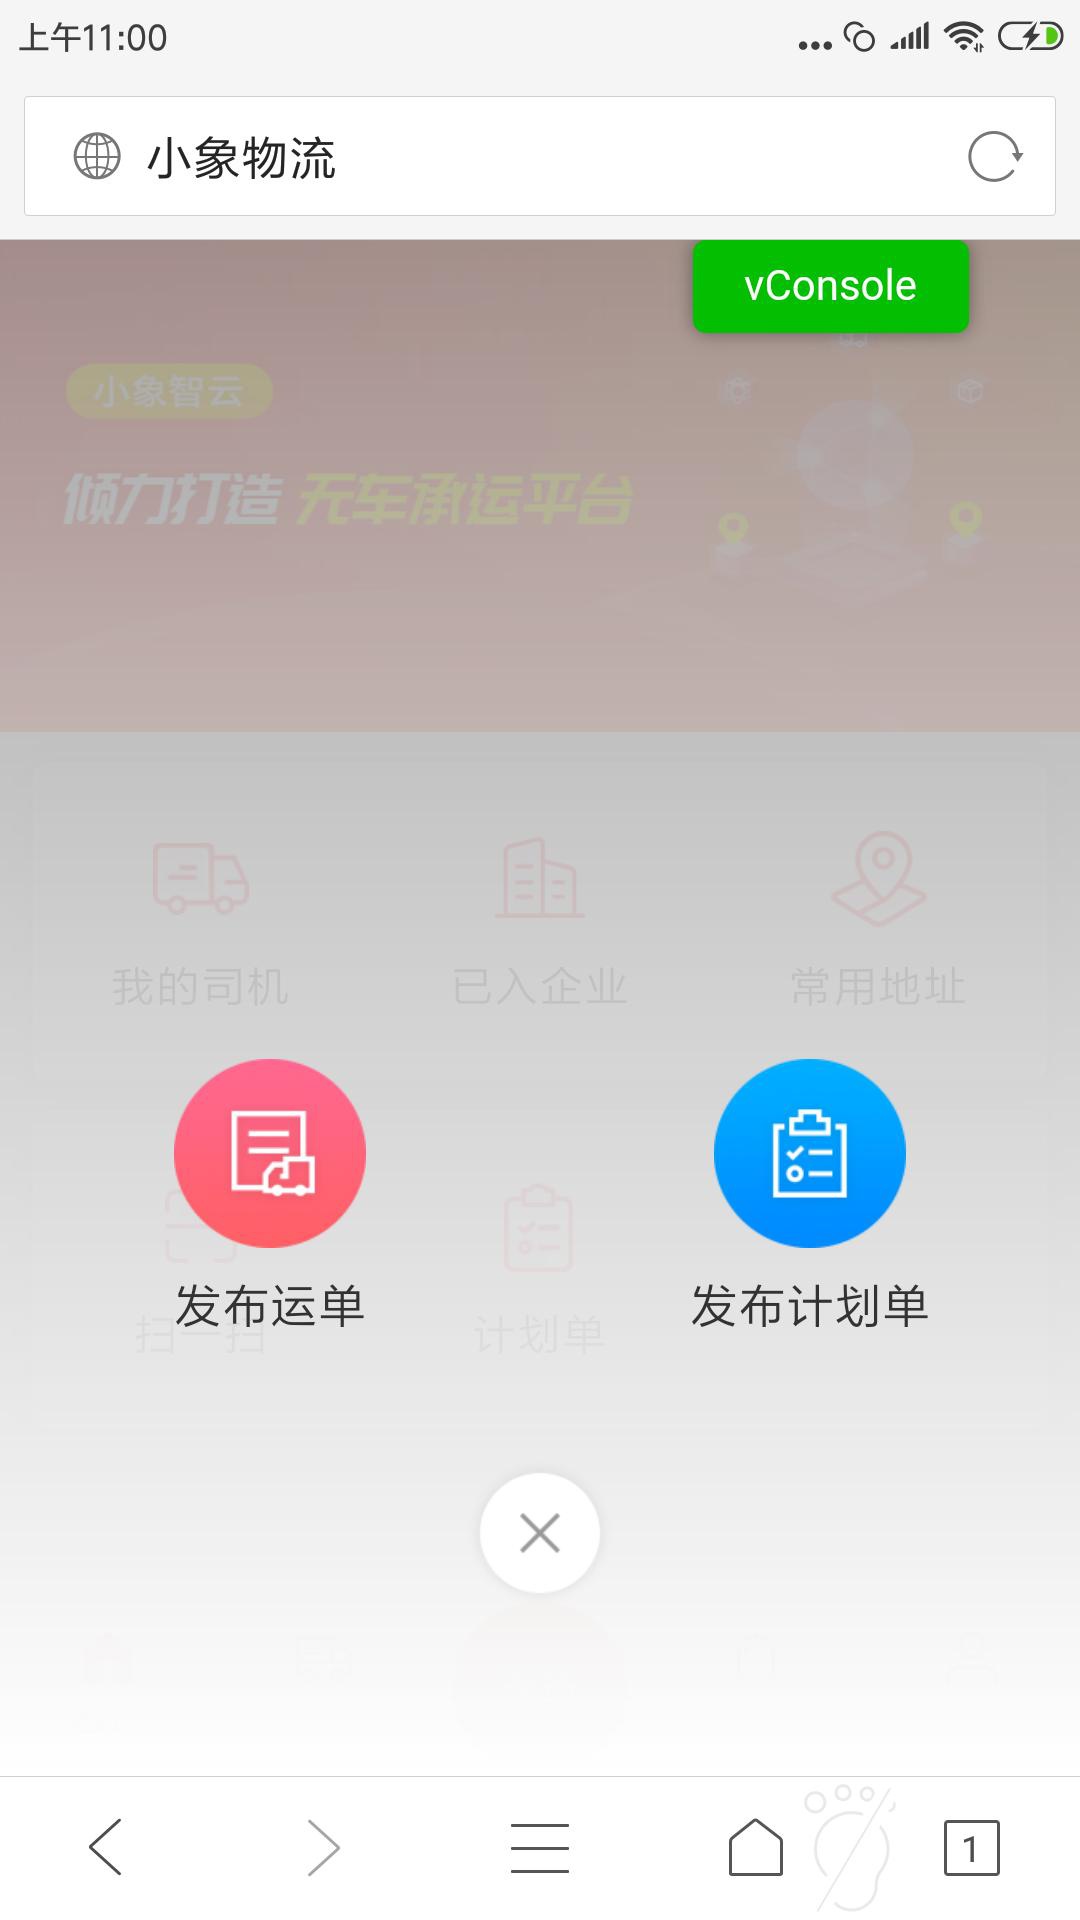 上午11:00
小象物流
vConsole
小象智云
倾力打造 无车承运平台
我的司机 已入企业 常用地址
发布运单 发布计划单
扫一扫 计划单
1